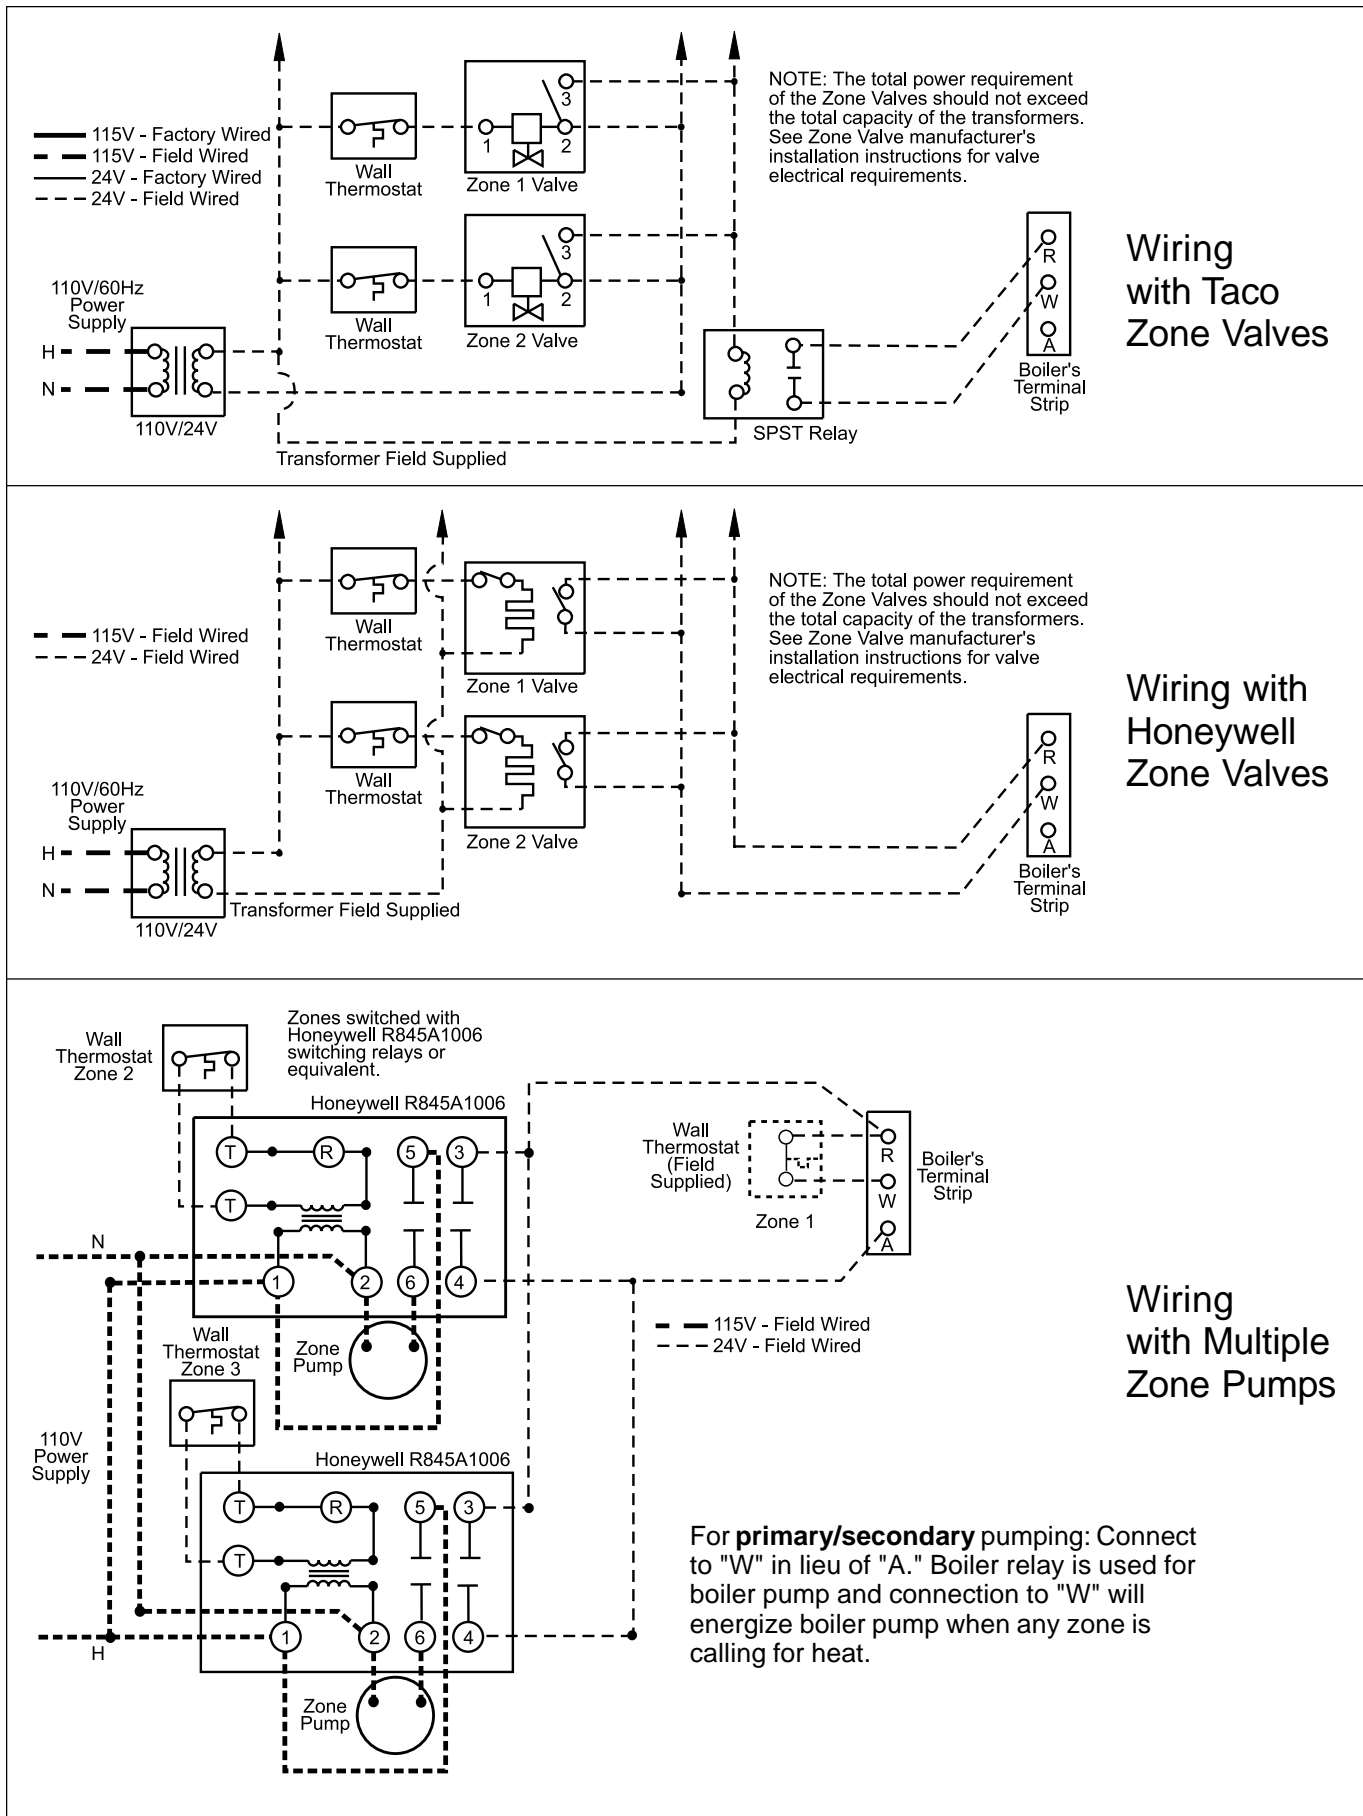 NOTE: The total power requirement
of the Zone Valves should not exceed
the total capacity of the transformers.
See Zone Valve manufacturer's
installation instructions for valve
electrical requirements.
115V - Factory Wired
115V - Field Wired
24V - Factory Wired
24V - Field Wired
Wall
Thermostat
3
1
2
Zone 1 Valve
Wall
Thermostat
3
1
2
Zone 2 Valve
110V/60Hz
Power
Supply
H
N
110V/24V
Transformer Field Supplied
SPST Relay
R
W
A
Boiler's
Terminal
Strip
Wiring
with Taco
Zone Valves
NOTE: The total power requirement
of the Zone Valves should not exceed
the total capacity of the transformers.
See Zone Valve manufacturer's
installation instructions for valve
electrical requirements.
115V - Field Wired
24V - Field Wired
Wall
Thermostat
Zone 1 Valve
Wall
Thermostat
Zone 2 Valve
110V/60Hz
Power
Supply
H
N
110V/24V
Transformer Field Supplied
R
W
A
Boiler's
Terminal
Strip
Wiring with
Honeywell
Zone Valves
Zones switched with
Honeywell R845A1006
switching relays or
equivalent.
Wall
Thermostat
Zone 2
Honeywell R845A1006
T
R
5
3
T
1
2
6
4
N
Zone
Pump
Wall
Thermostat
(Field
Supplied)
Zone 1
R
W
A
Boiler's
Terminal
Strip
115V - Field Wired
24V - Field Wired
Wiring
with Multiple
Zone Pumps
Wall
Thermostat
Zone 3
110V
Power
Supply
Honeywell R845A1006
T
R
5
3
T
1
2
6
4
H
Zone
Pump
For primary/secondary pumping: Connect
to "W" in lieu of "A." Boiler relay is used for
boiler pump and connection to "W" will
energize boiler pump when any zone is
calling for heat.